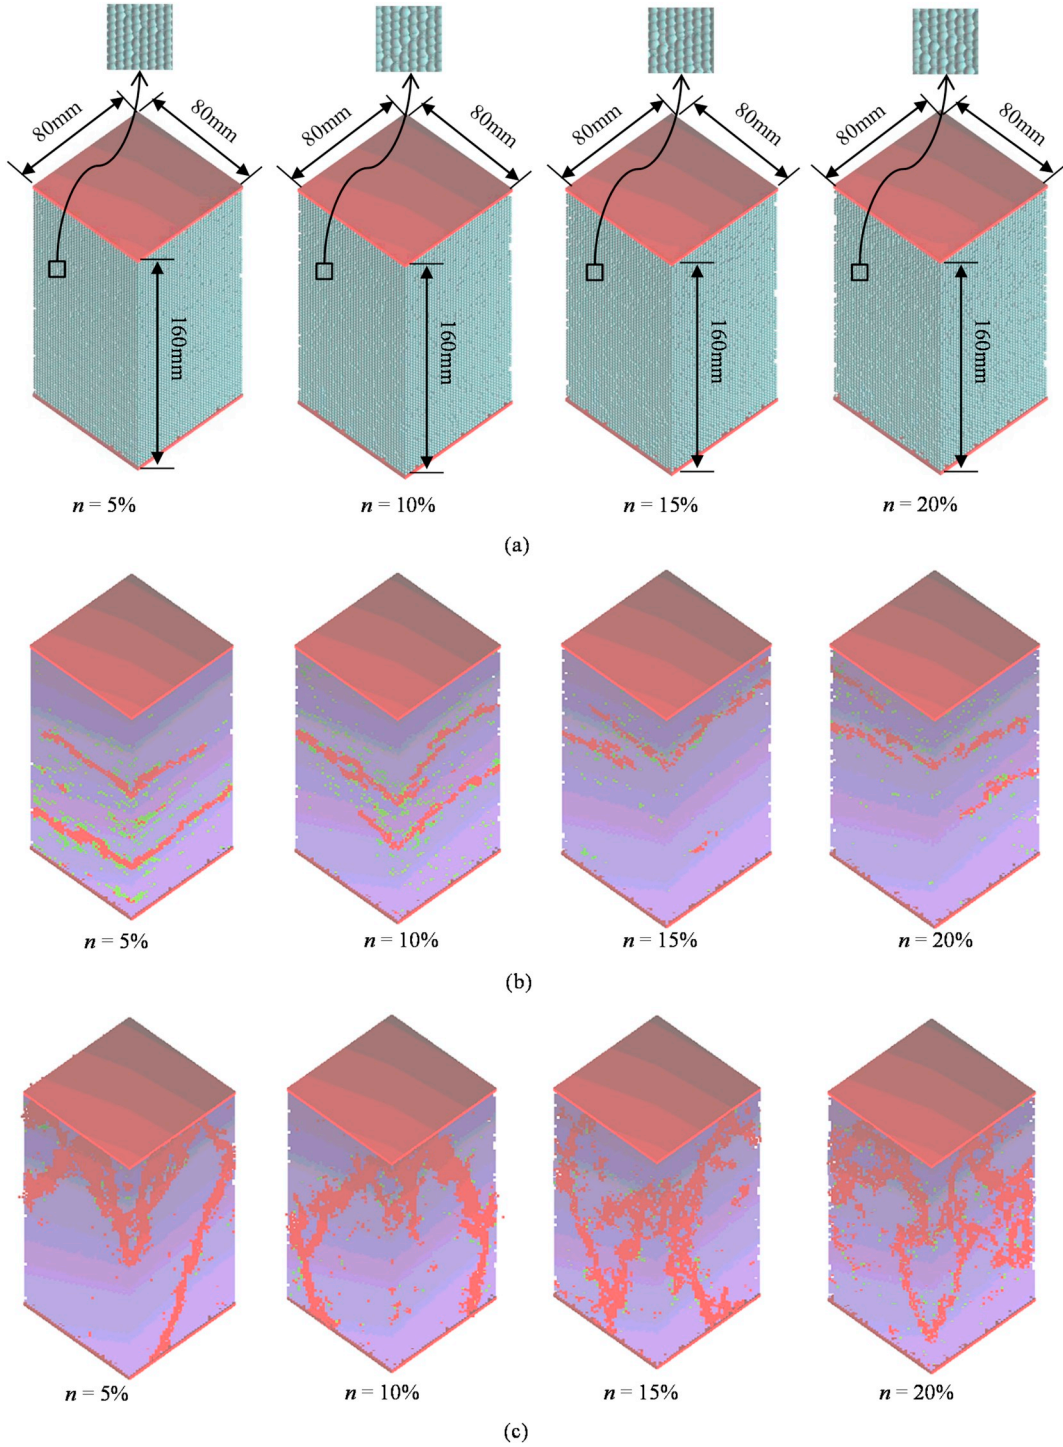 80mm 80mm 80mm 80mm 80mm 80mm 80mm 80mm
160mm 160mm 160mm 160mm
n = 5% n = 10% n = 15% n = 20%
(a)
n = 5% n = 10% n = 15% n = 20%
(b)
n = 5% n = 10% n = 15% n = 20%
(c)